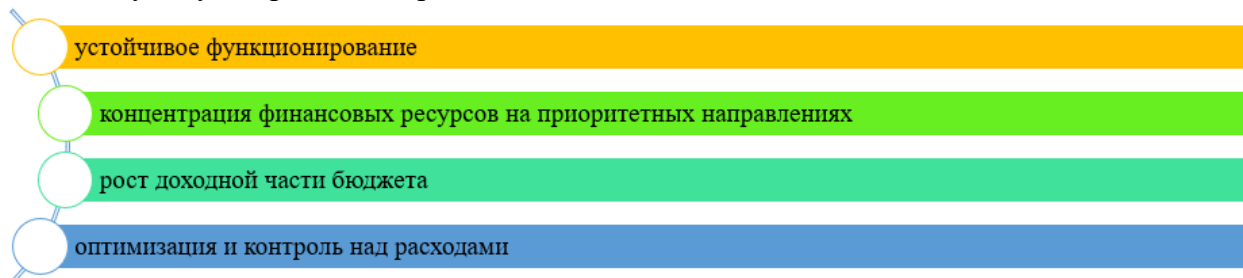 устойчивое функционирование
концентрация финансовых ресурсов на приоритетных направлениях
рост доходной части бюджета
оптимизация и контроль над расходами